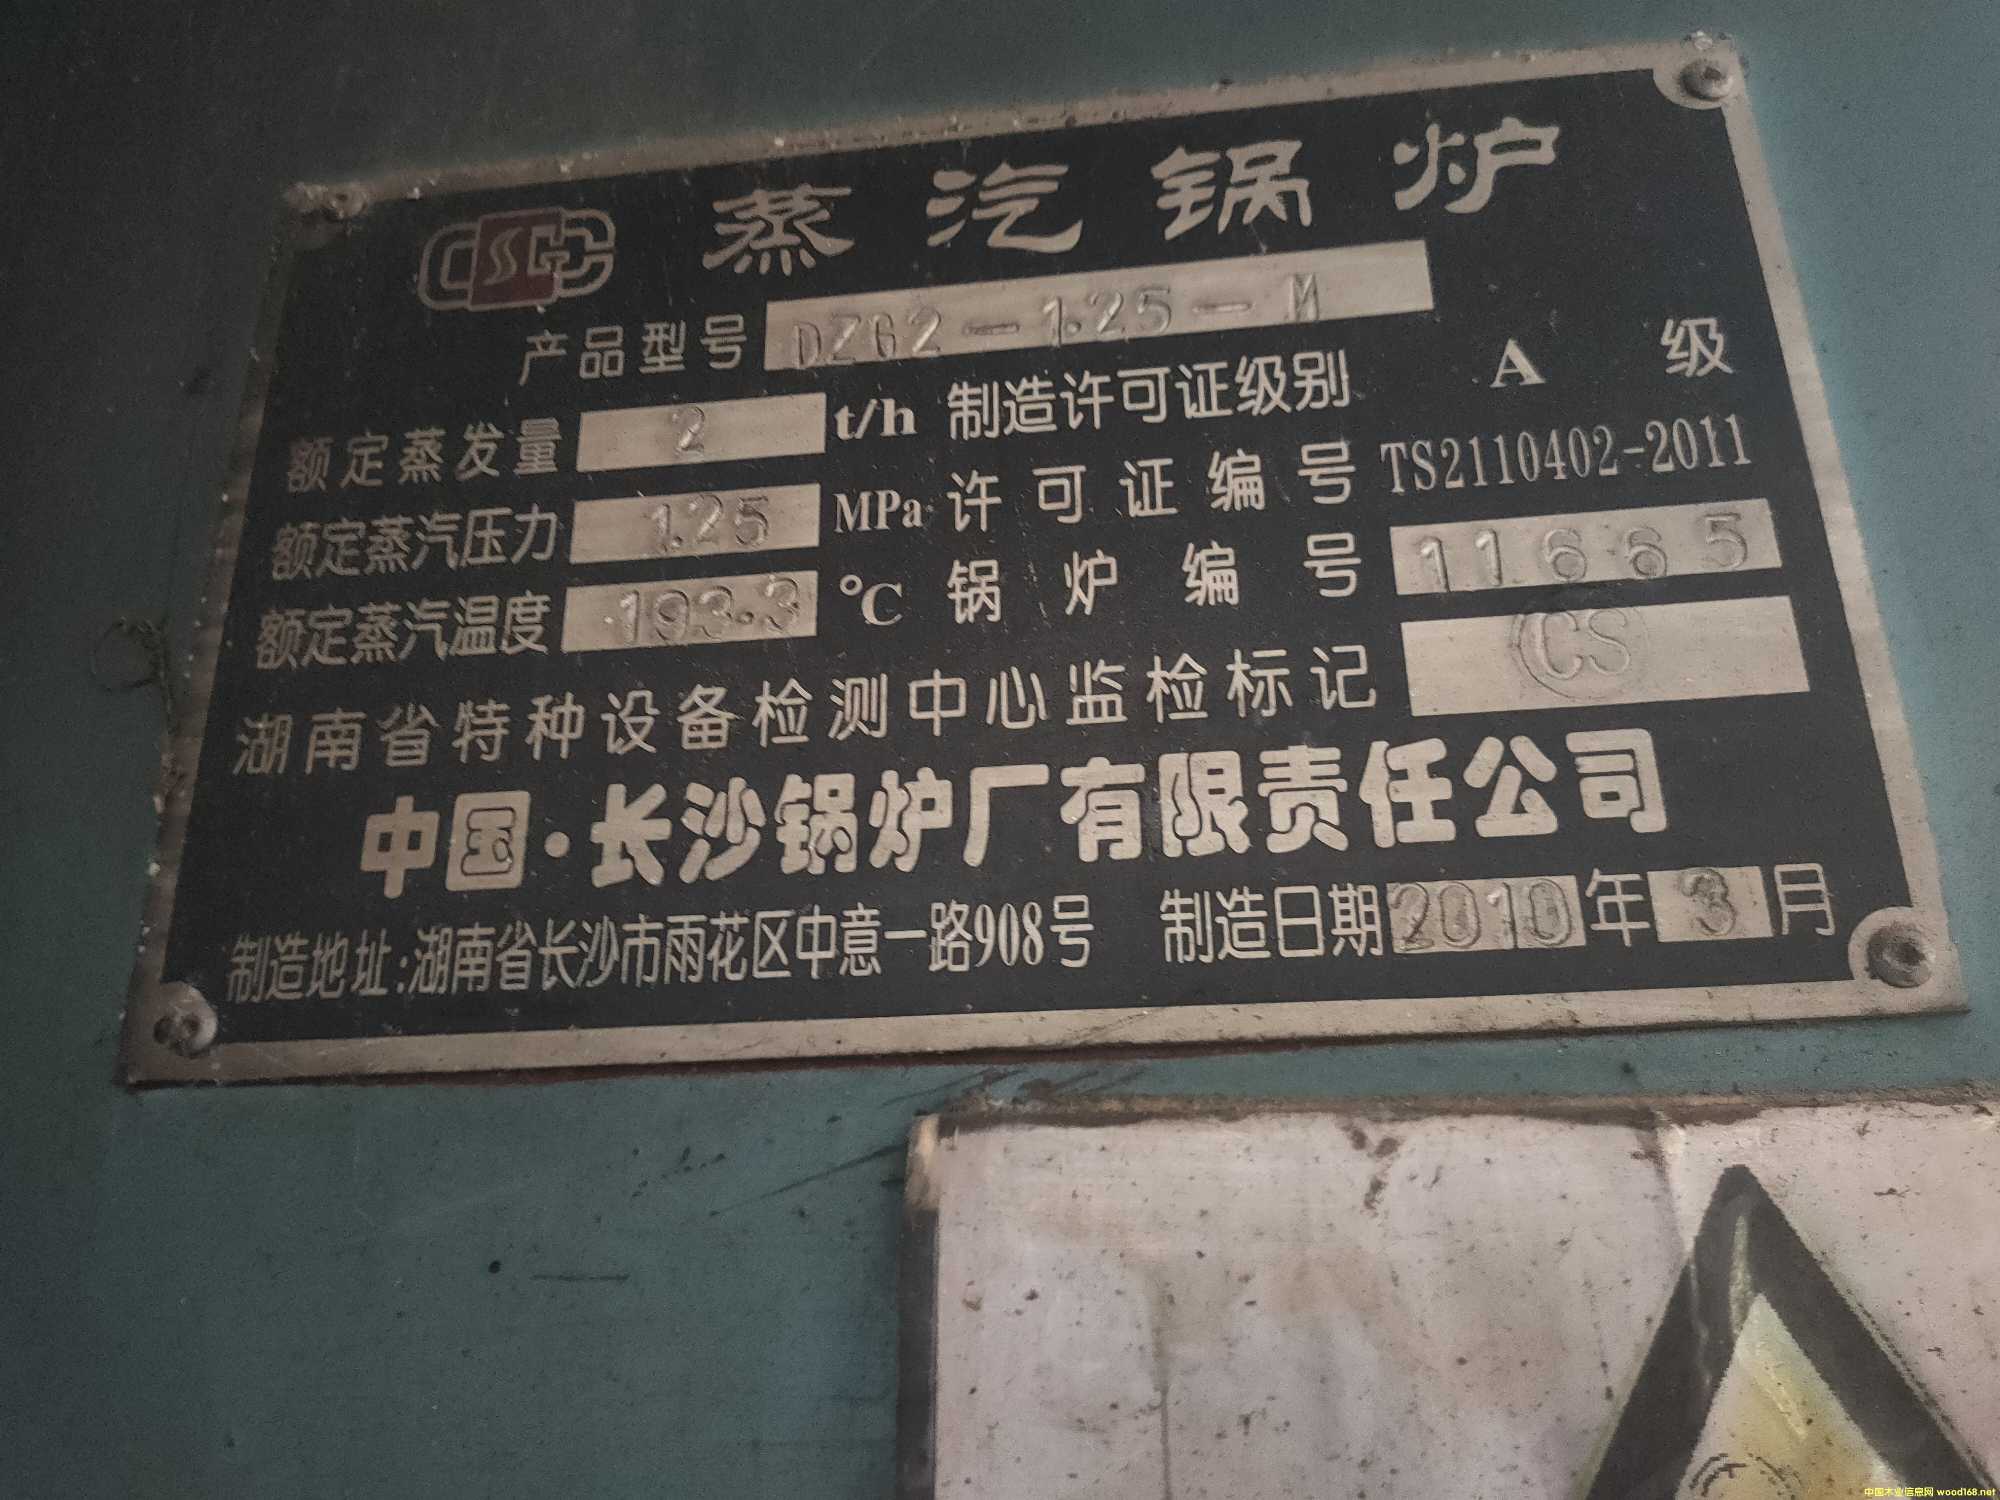 CSGC 蒸汽锅炉
产品型号 DZG2-1.25-M
额定蒸发量 2 t/h 制造许可证级别 A 级
额定蒸汽压力 1.25 MPa 许可证编号 TS2110402-2011
额定蒸汽温度 193.3 ℃ 锅炉编号 11665
湖南省特种设备检测中心监检标记 CS
中国·长沙锅炉厂有限责任公司
制造地址:湖南省长沙市雨花区中意一路908号 制造日期 2010 年 3 月
中国木业信息网 wood168.net